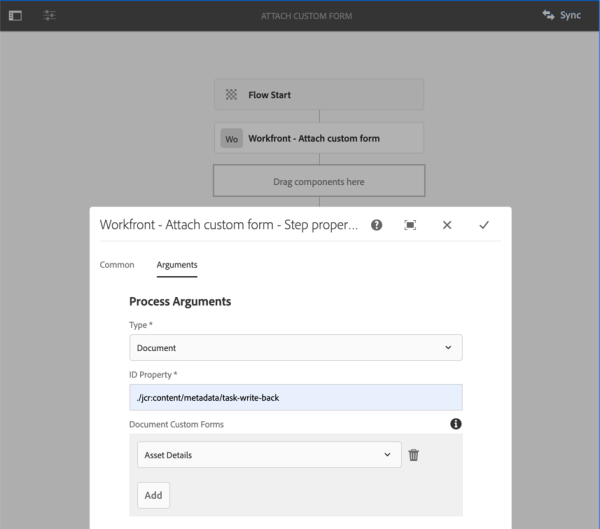 ATTACH CUSTOM FORM
Sync
Flow Start
Wo Workfront - Attach custom form
Drag components here
Workfront - Attach custom form - Step proper...
Common Arguments
Process Arguments
Type *
Document
ID Property *
./jcr:content/metadata/task-write-back
Document Custom Forms
Asset Details
Add